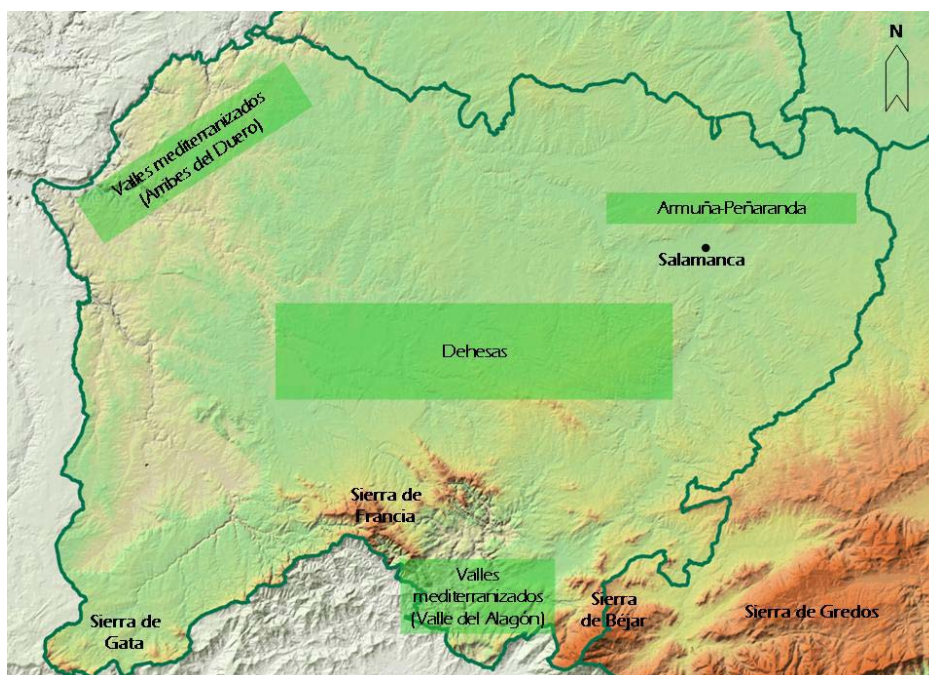 N
Valles mediterranizados
(Arribes del Duero)
Armuña-Peñaranda
Salamanca
Dehesas
Sierra de
Francia
Valles
mediterranizados
(Valle del Alagón)
Sierra
de Béjar
Sierra de Gredos
Sierra de
Gata